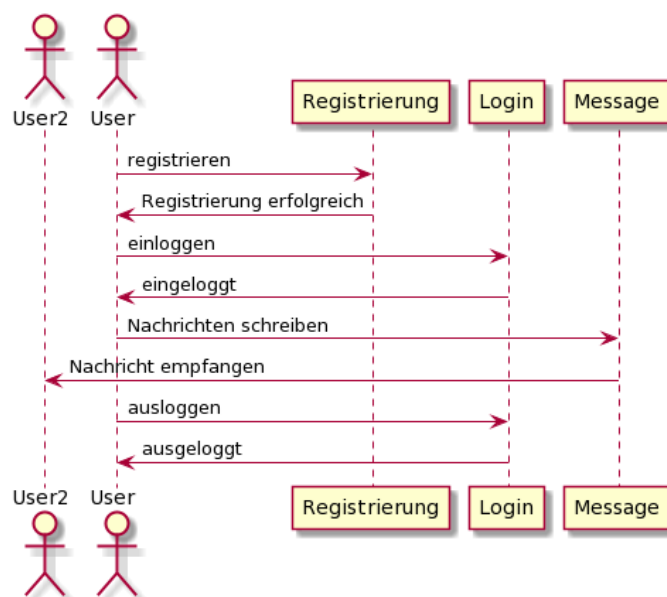 User2 User Registrierung Login Message
registrieren
Registrierung erfolgreich
einloggen
eingeloggt
Nachrichten schreiben
Nachricht empfangen
ausloggen
ausgeloggt
User2 User Registrierung Login Message